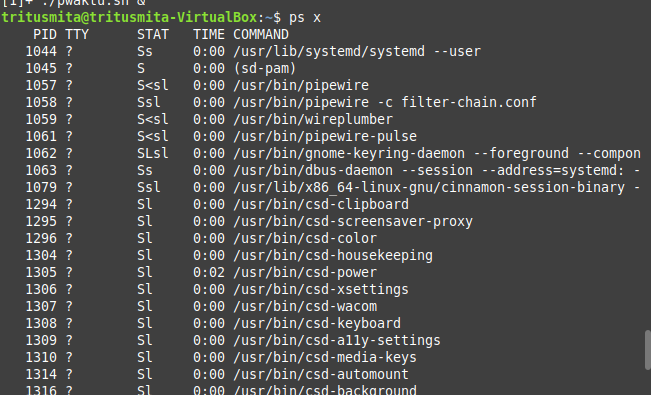 [1]+ ./pwaktu.sh &
tritusmita@tritusmita-VirtualBox:~$ ps x
PID TTY STAT TIME COMMAND
1044 ? Ss 0:00 /usr/lib/systemd/systemd --user
1045 ? S 0:00 (sd-pam)
1057 ? S<sl 0:00 /usr/bin/pipewire
1058 ? Ssl 0:00 /usr/bin/pipewire -c filter-chain.conf
1059 ? S<sl 0:00 /usr/bin/wireplumber
1061 ? S<sl 0:00 /usr/bin/pipewire-pulse
1062 ? SLsl 0:00 /usr/bin/gnome-keyring-daemon --foreground --compon
1063 ? Ss 0:00 /usr/bin/dbus-daemon --session --address=systemd: -
1079 ? Ssl 0:00 /usr/lib/x86_64-linux-gnu/cinnamon-session-binary -
1294 ? Sl 0:00 /usr/bin/csd-clipboard
1295 ? Sl 0:00 /usr/bin/csd-screensaver-proxy
1296 ? Sl 0:00 /usr/bin/csd-color
1304 ? Sl 0:00 /usr/bin/csd-housekeeping
1305 ? Sl 0:02 /usr/bin/csd-power
1306 ? Sl 0:00 /usr/bin/csd-xsettings
1307 ? Sl 0:00 /usr/bin/csd-wacom
1308 ? Sl 0:00 /usr/bin/csd-keyboard
1309 ? Sl 0:00 /usr/bin/csd-a11y-settings
1310 ? Sl 0:00 /usr/bin/csd-media-keys
1314 ? Sl 0:00 /usr/bin/csd-automount
1316 ? Sl 0:00 /usr/bin/csd-background